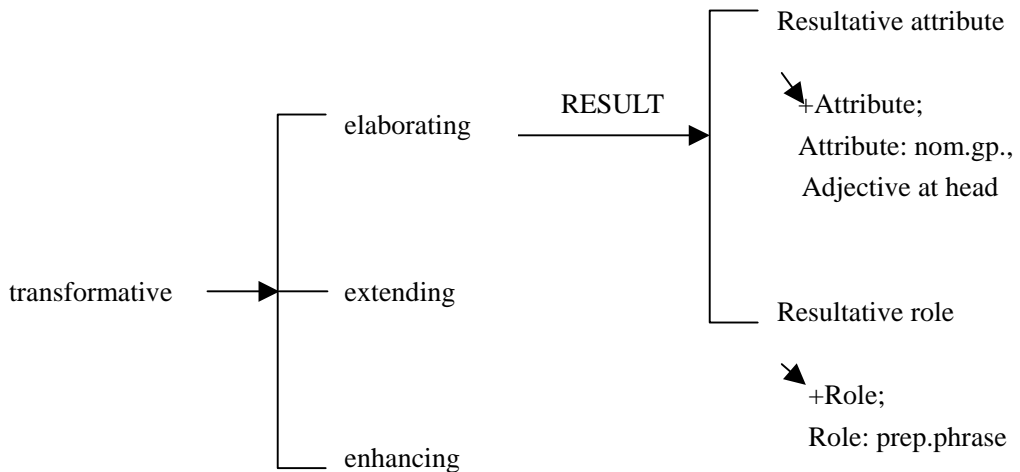 Resultative attribute
RESULT
elaborating
+Attribute;
Attribute: nom.gp.,
Adjective at head
transformative
extending
Resultative role
+Role;
Role: prep.phrase
enhancing